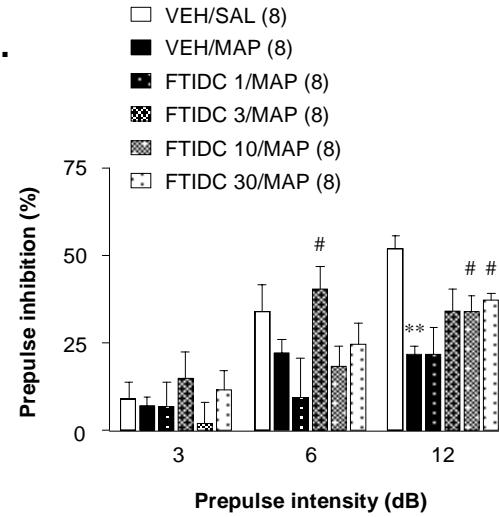 VEH/SAL (8)
VEH/MAP (8)
FTIDC 1/MAP (8)
FTIDC 3/MAP (8)
FTIDC 10/MAP (8)
FTIDC 30/MAP (8)
Prepulse inhibition (%)
75
50
25
0
#
**
# #
3 6 12
Prepulse intensity (dB)